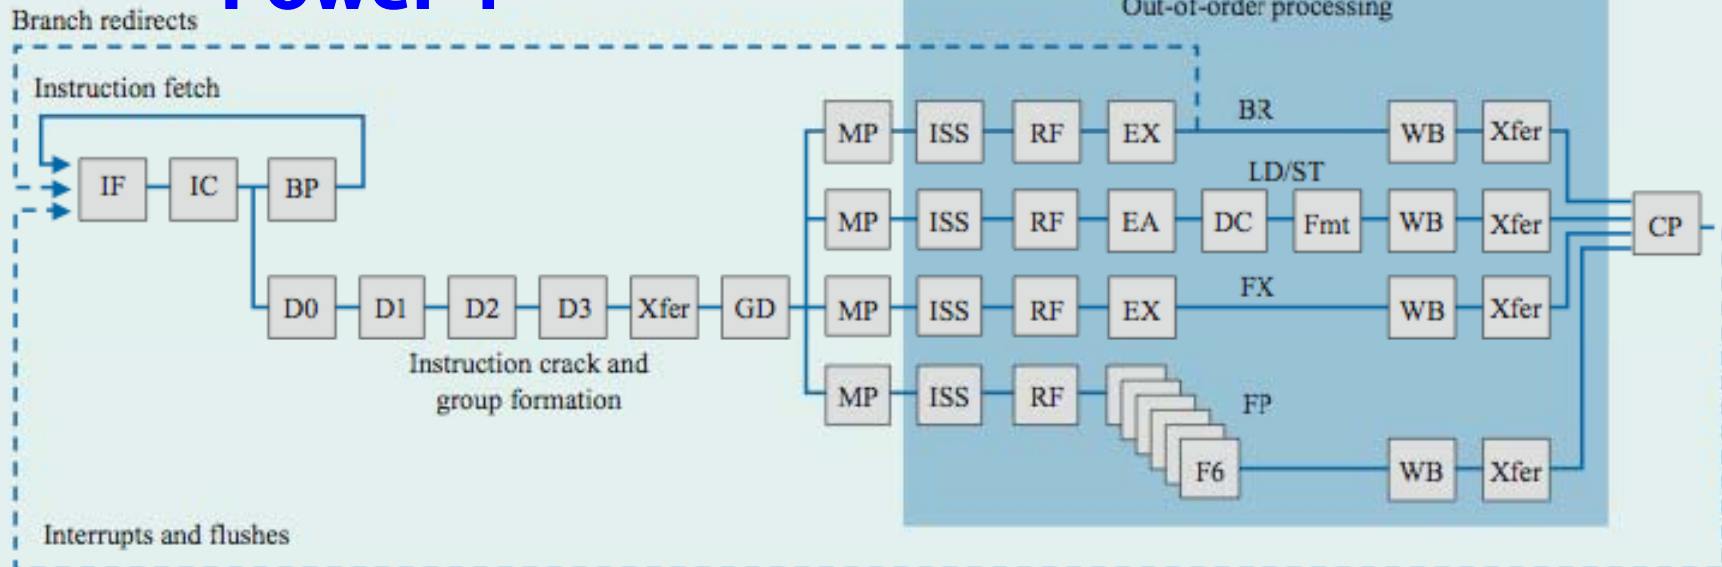 Power 4
Branch redirects
Out-of-order processing
Instruction fetch
IF IC BP
MP ISS RF EX BR WB Xfer
LD/ST
MP ISS RF EA DC Fmt WB Xfer CP
D0 D1 D2 D3 Xfer GD MP ISS RF EX FX WB Xfer
Instruction crack and
group formation
MP ISS RF FP
F6 WB Xfer
Interrupts and flushes